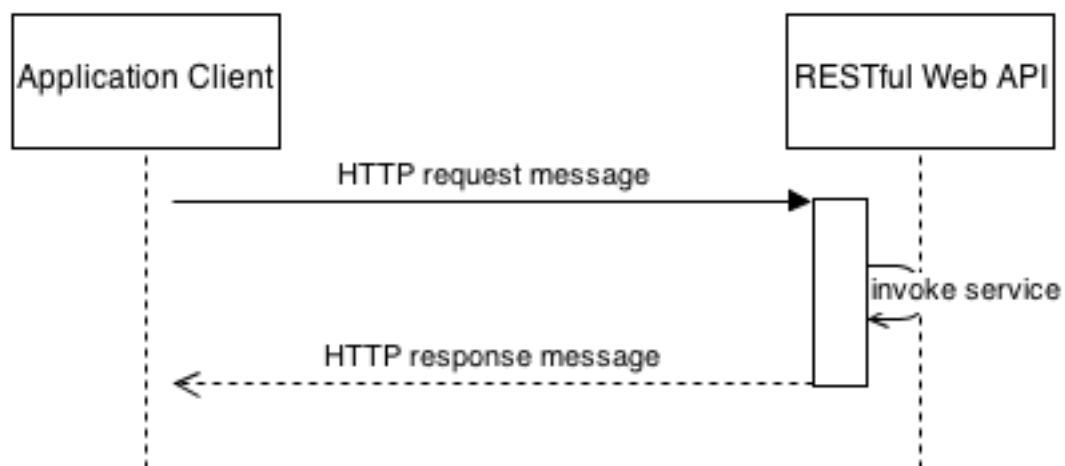 Application Client
RESTful Web API
HTTP request message
invoke service
HTTP response message